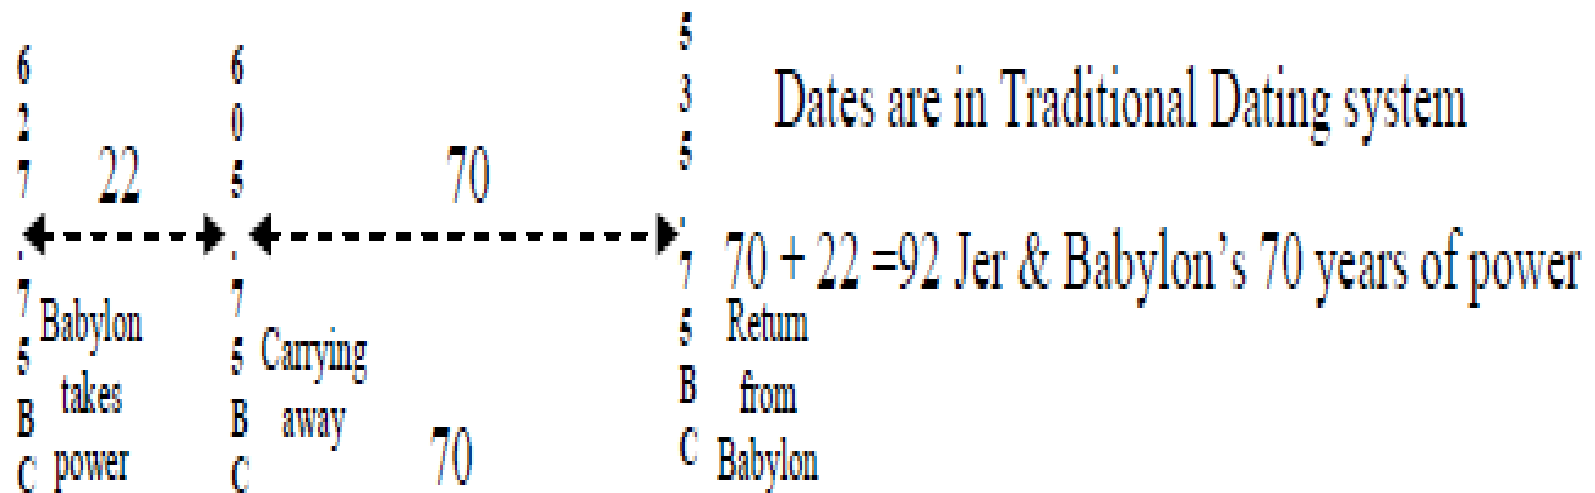 627.75 BC
605.75 BC
535.75 BC
Dates are in Traditional Dating system
22
70
70 + 22 =92 Jer & Babylon’s 70 years of power
Babylon
takes
power
Carrying
away
70
Return
from
Babylon